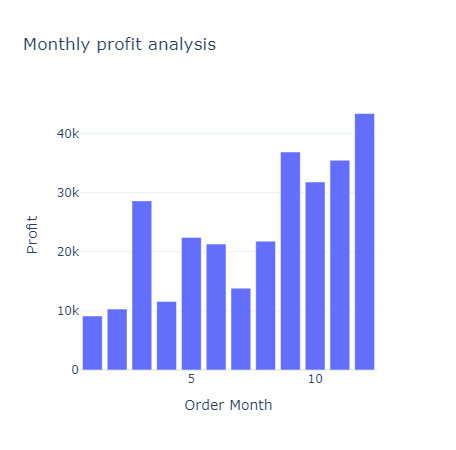 Monthly profit analysis
40k
30k
20k
10k
0
Profit
5
10
Order Month